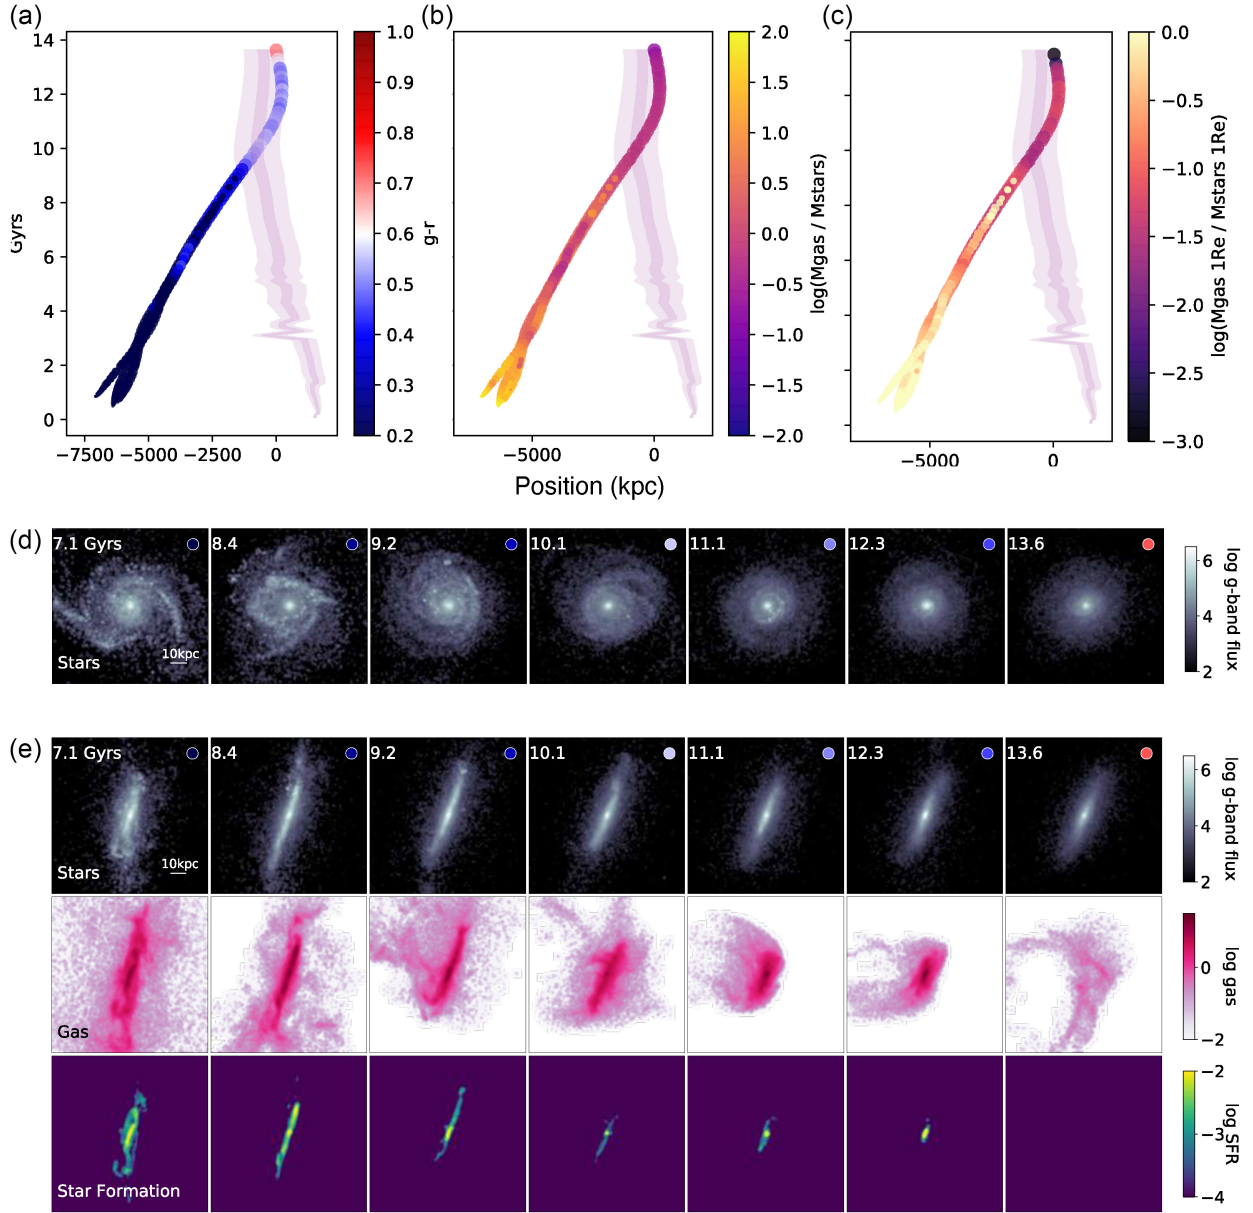 (a)
(b)
(c)
14
12
10
8
6
4
2
0
Gyrs
−7500 −5000 −2500 0
1.0
0.9
0.8
0.7
0.6
0.5
0.4
0.3
0.2
g-r
−5000 0
2.0
1.5
1.0
0.5
0.0
−0.5
−1.0
−1.5
−2.0
log(Mgas / Mstars)
−5000 0
0.0
−0.5
−1.0
−1.5
−2.0
−2.5
−3.0
log(Mgas 1Re / Mstars 1Re)
Position (kpc)
(d)
7.1 Gyrs 8.4 9.2 10.1 11.1 12.3 13.6
10kpc
Stars
6
4
2
log g-band flux
(e)
7.1 Gyrs 8.4 9.2 10.1 11.1 12.3 13.6
10kpc
Stars
6
4
2
log g-band flux
Gas
0
−2
log gas
Star Formation
−2
−3
−4
log SFR